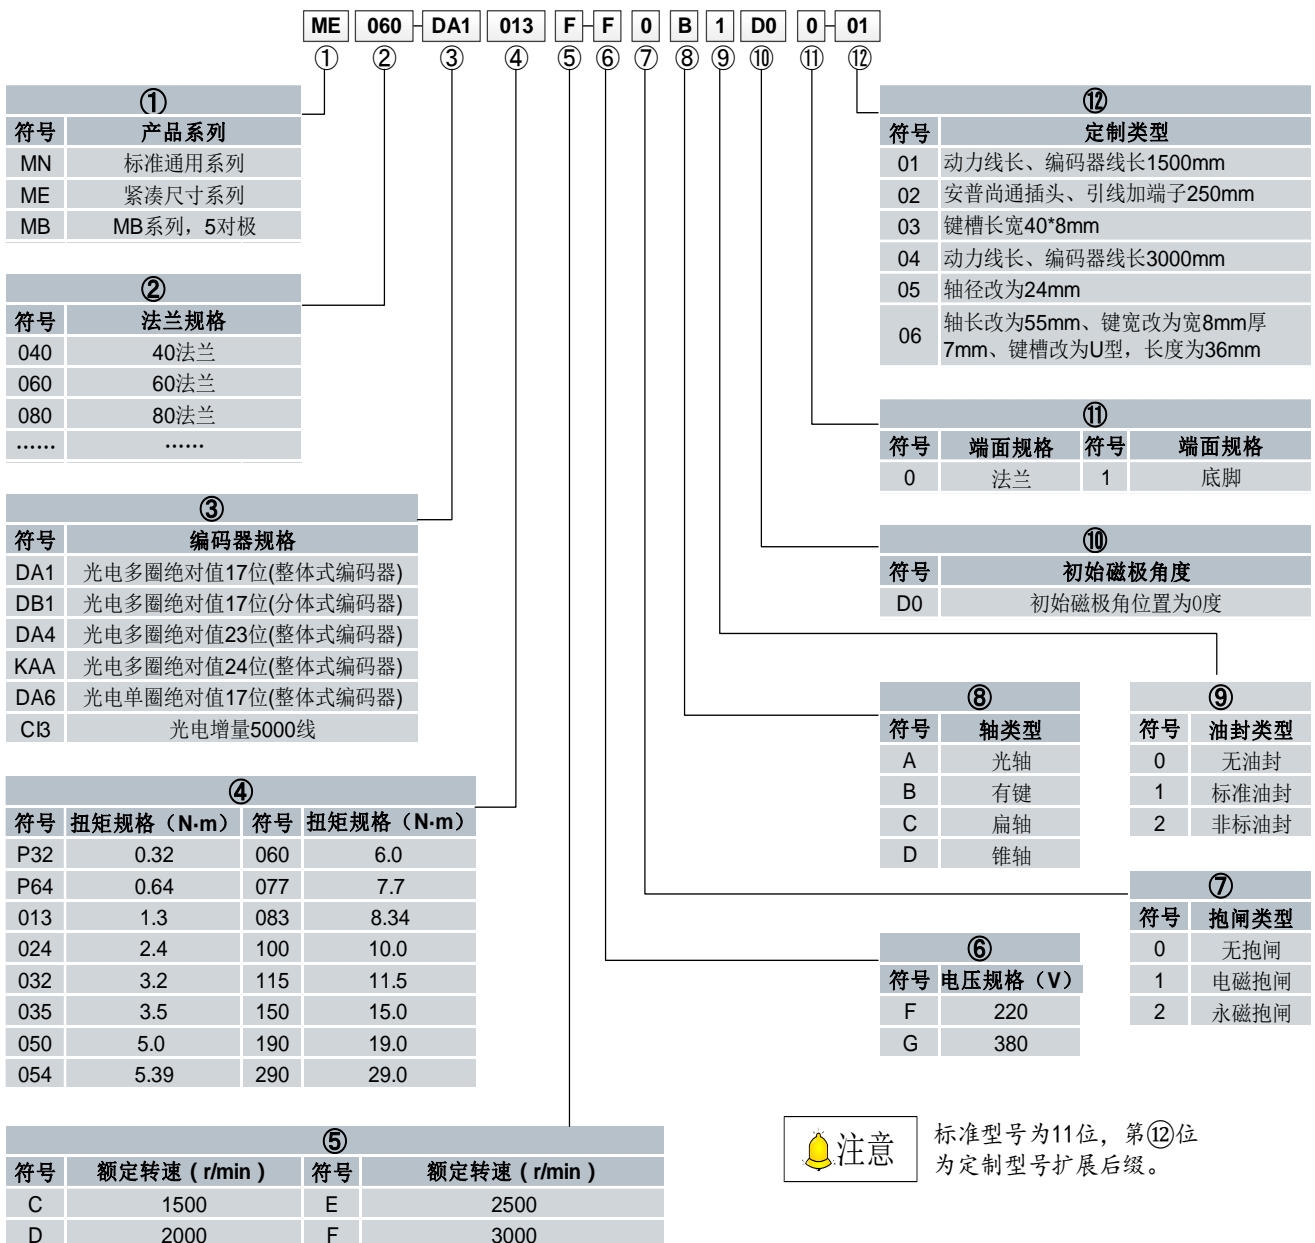 ME 060 DA1 013 F F 0 B 1 D0 0 01
① ② ③ ④ ⑤ ⑥ ⑦ ⑧ ⑨ ⑩ ⑪ ⑫
①
符号 产品系列
MN 标准通用系列
ME 紧凑尺寸系列
MB MB系列，5对极
②
符号 法兰规格
040 40法兰
060 60法兰
080 80法兰
…… ……
③
符号 编码器规格
DA1 光电多圈绝对值17位(整体式编码器)
DB1 光电多圈绝对值17位(分体式编码器)
DA4 光电多圈绝对值23位(整体式编码器)
KAA 光电多圈绝对值24位(整体式编码器)
DA6 光电单圈绝对值17位(整体式编码器)
CI3 光电增量5000线
④
符号 扭矩规格（N·m） 符号 扭矩规格（N·m）
P32 0.32 060 6.0
P64 0.64 077 7.7
013 1.3 083 8.34
024 2.4 100 10.0
032 3.2 115 11.5
035 3.5 150 15.0
050 5.0 190 19.0
054 5.39 290 29.0
⑤
符号 额定转速（r/min） 符号 额定转速（r/min）
C 1500 E 2500
D 2000 F 3000
⑫
符号 定制类型
01 动力线长、编码器线长1500mm
02 安普尚通插头、引线加端子250mm
03 键槽长宽40*8mm
04 动力线长、编码器线长3000mm
05 轴径改为24mm
06 轴长改为55mm、键宽改为宽8mm厚
7mm、键槽改为U型，长度为36mm
⑪
符号 端面规格 符号 端面规格
0 法兰 1 底脚
⑩
符号 初始磁极角度
D0 初始磁极角位置为0度
⑧
符号 轴类型
A 光轴
B 有键
C 扁轴
D 锥轴
⑨
符号 油封类型
0 无油封
1 标准油封
2 非标油封
⑦
符号 抱闸类型
0 无抱闸
1 电磁抱闸
2 永磁抱闸
⑥
符号 电压规格（V）
F 220
G 380
注意
标准型号为11位，第⑫位
为定制型号扩展后缀。